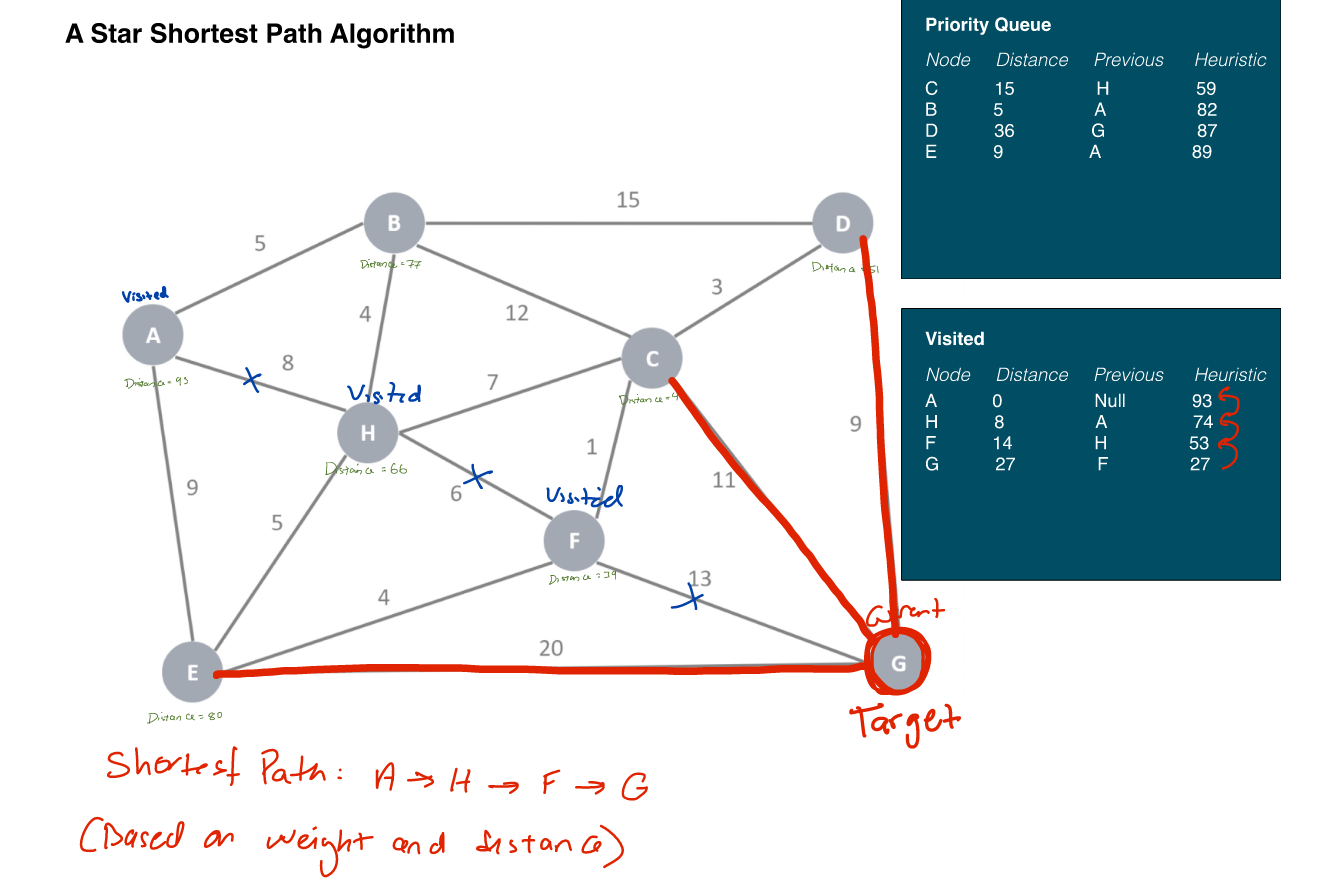 A Star Shortest Path Algorithm
Priority Queue
Node Distance Previous Heuristic
C 15 H 59
B 5 A 82
D 36 G 87
E 9 A 89
Visited
Node Distance Previous Heuristic
A 0 Null 93
H 8 A 74
F 14 H 53
G 27 F 27
15
B
D
5
Distance = 77
Distance = 51
Visited
A
4
12
3
C
8
7
Distance = 93
Visited
Distance = 4
H
9
Distance = 66
1
11
6
Visited
9
5
F
Distance = 39
13
4
Current
20
G
E
Target
Distance = 80
Shortest Path: A → H → F → G
(Based on weight and distance)